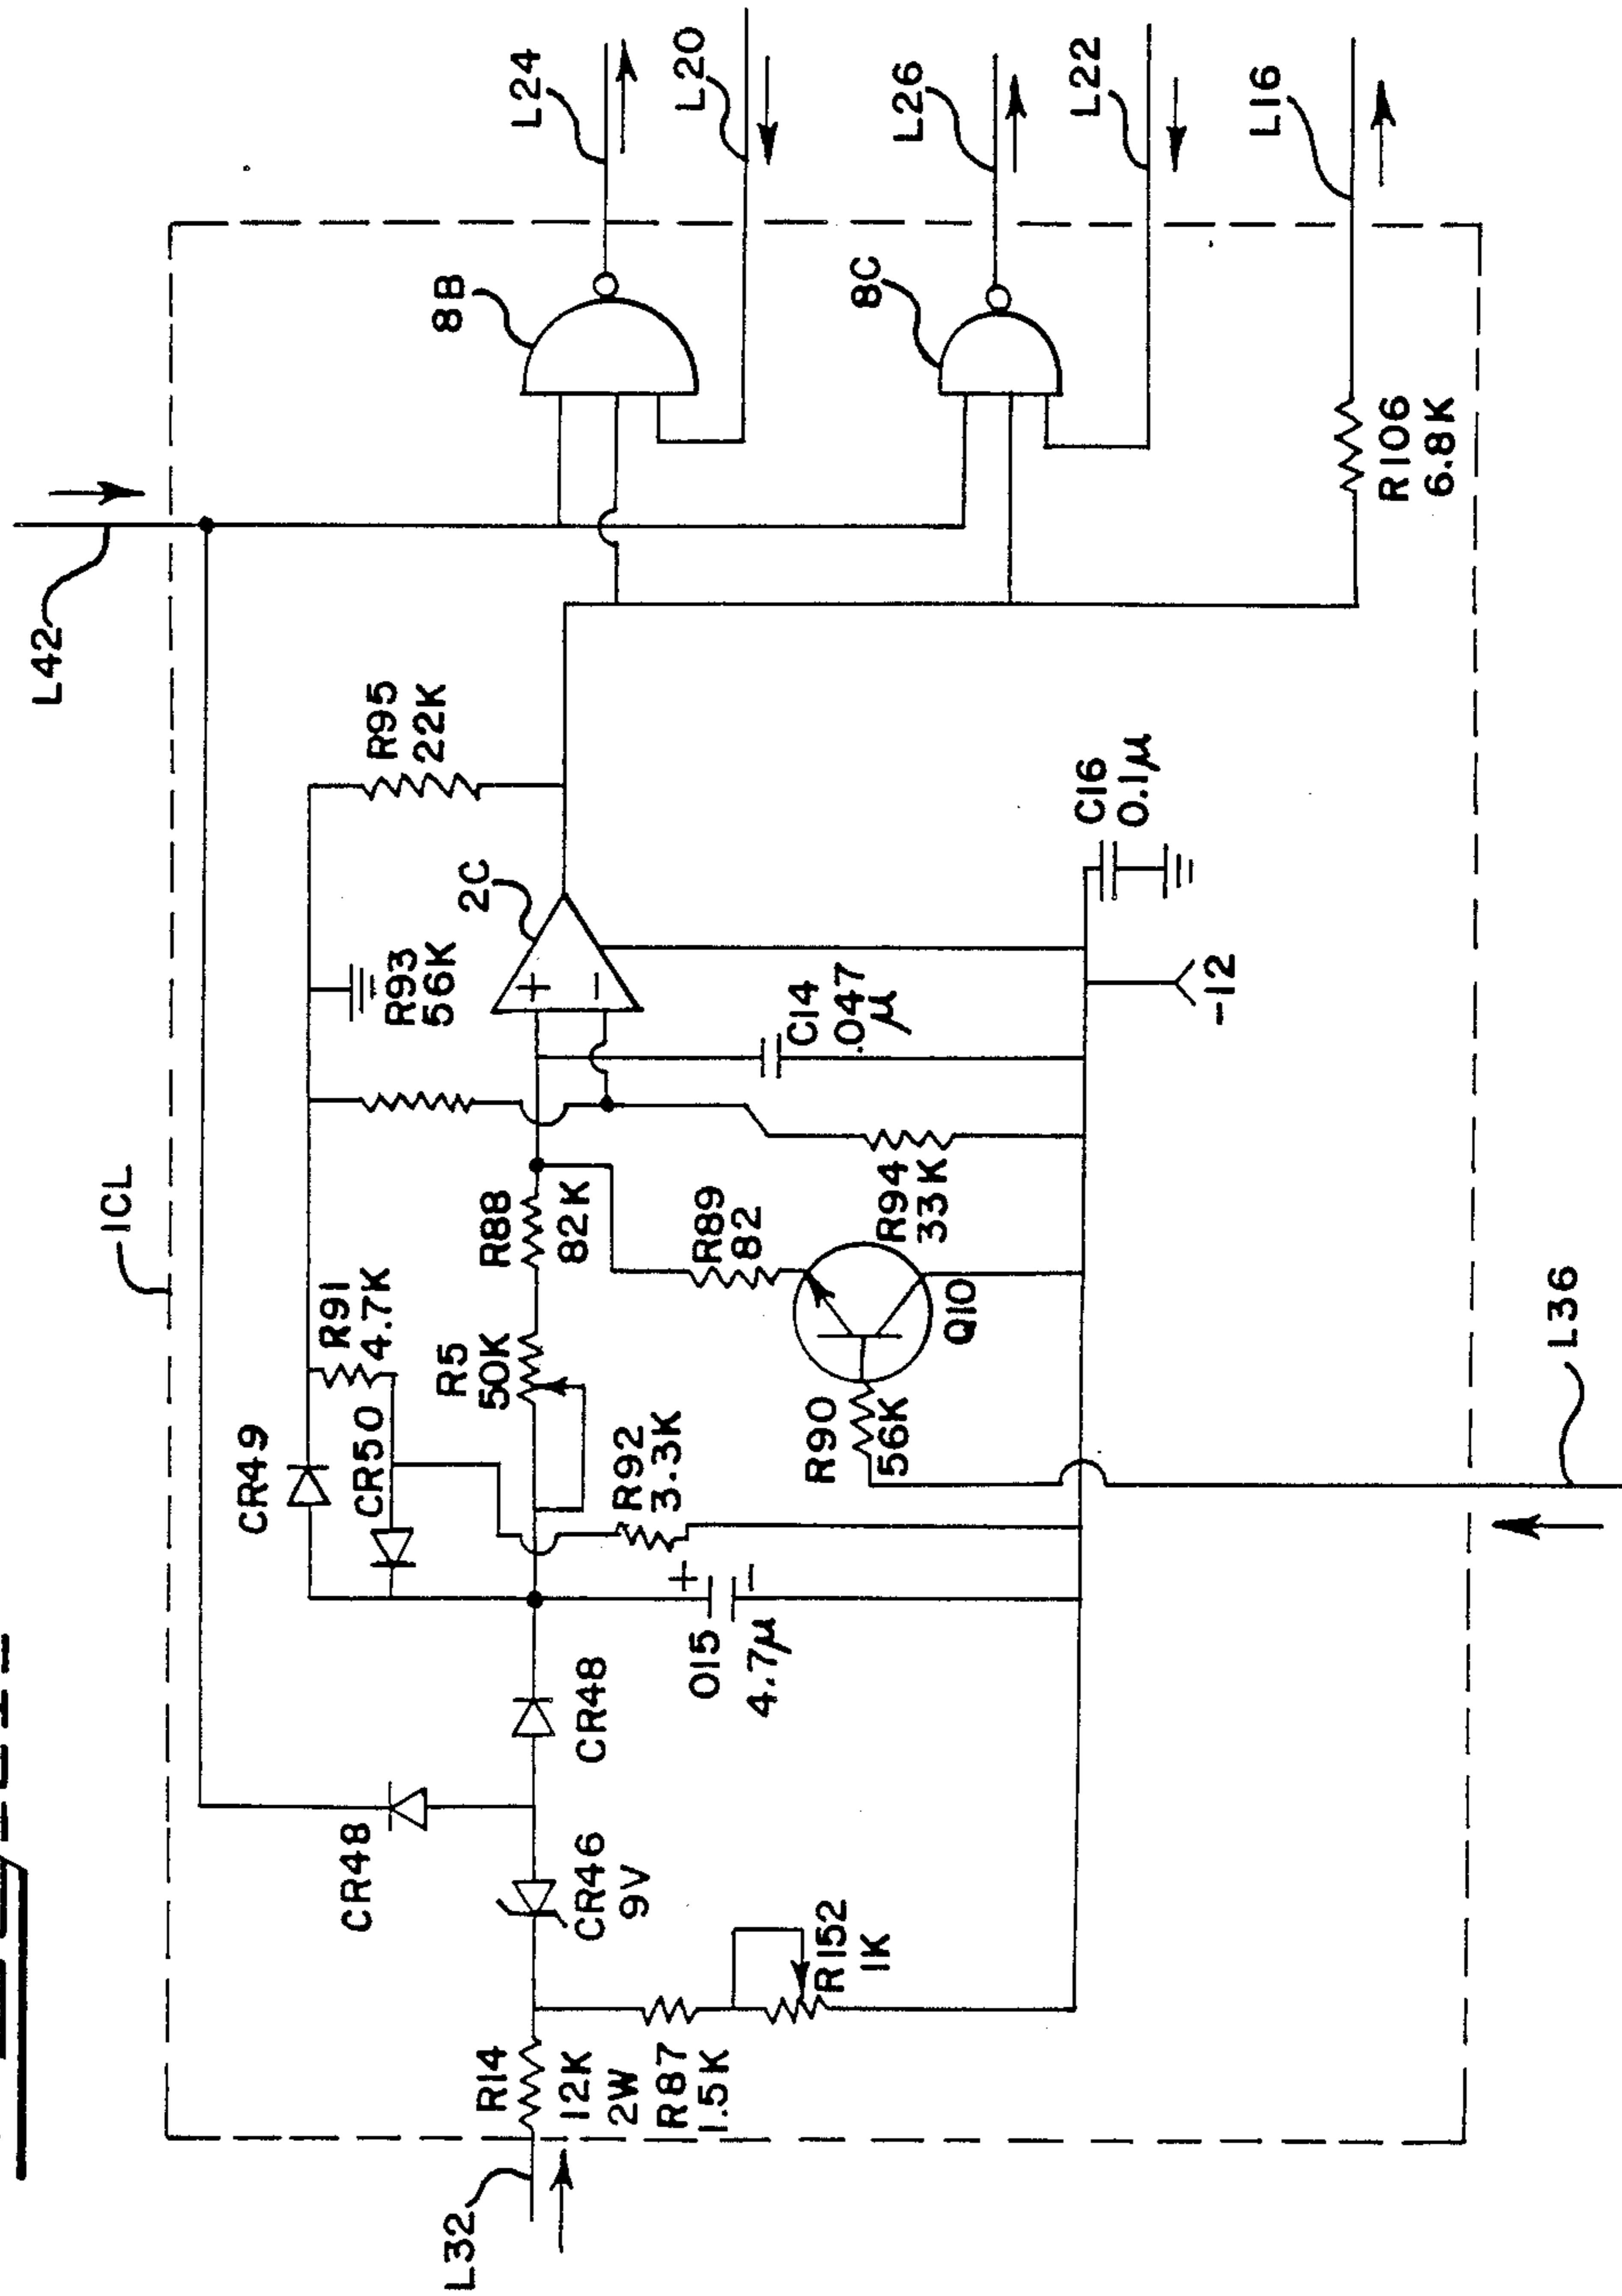 L42
L24
L20
8B
L26
L22
8C
L16
R106
6.8K
1CL
R95
22K
2C
R93
56K
C16
0.1μ
-12
C14
.047
μ
R94
33K
R88
82K
R89
82
Q10
R91
4.7K
R5
50K
R90
56K
L36
CR49
CR50
R92
3.3K
+
−
+
−
O15
4.7μ
CR48
CR48
CR46
9V
R152
1K
R14
12K
2W
R87
1.5K
L32